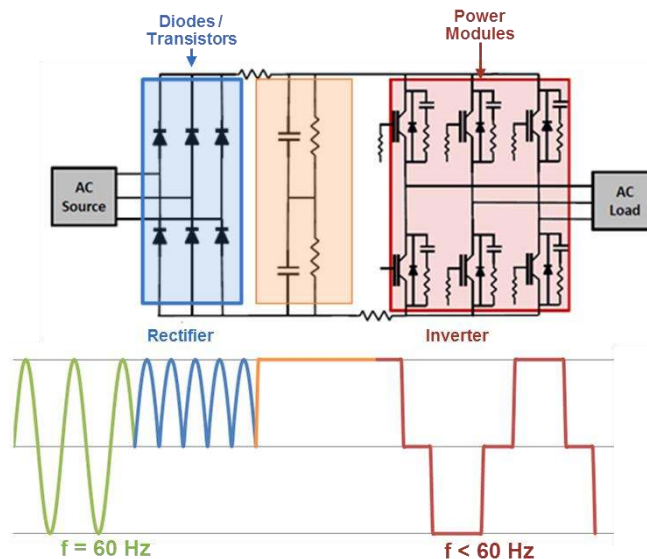 Diodes /
Transistors
Power
Modules
AC
Source
AC
Load
Rectifier
Inverter
f = 60 Hz
f < 60 Hz